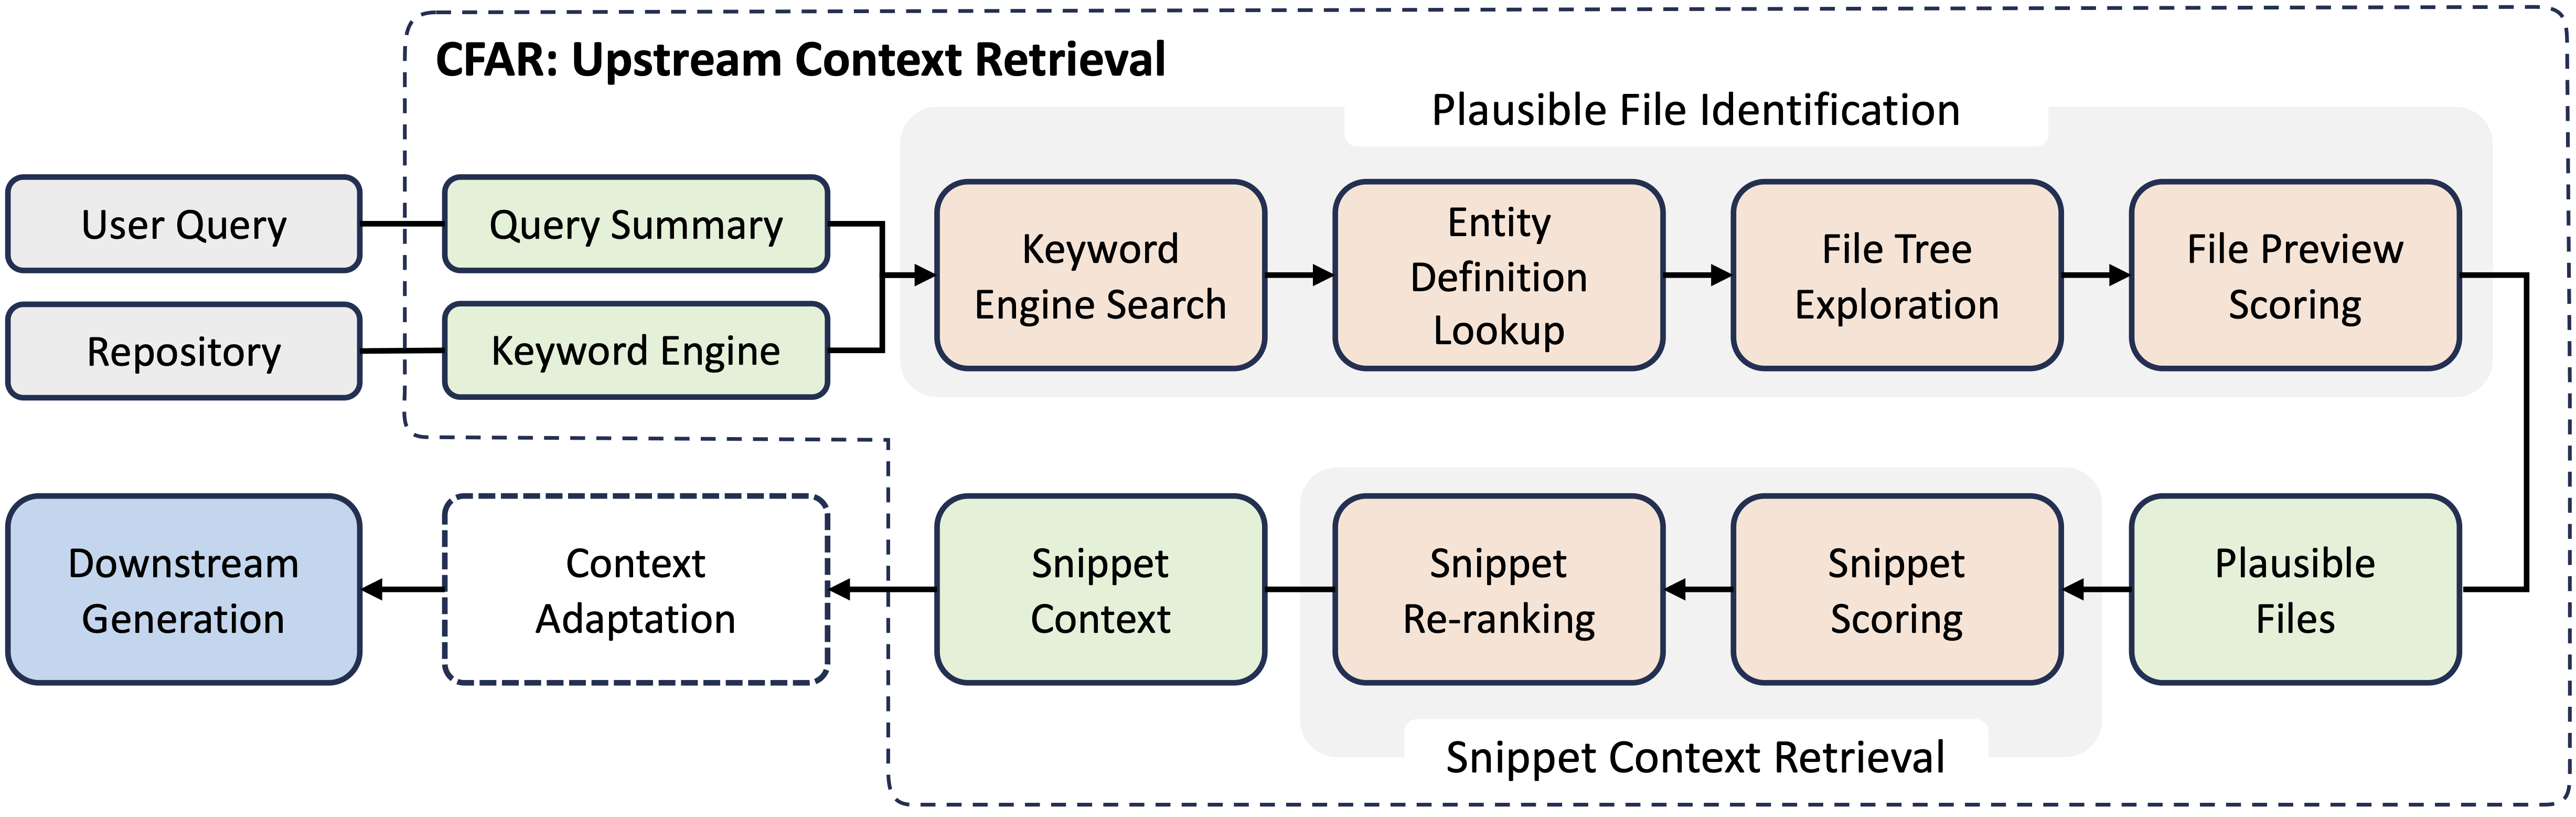 CFAR: Upstream Context Retrieval
Plausible File Identification
User Query
Query Summary
Repository
Keyword Engine
Keyword
Engine Search
Entity
Definition
Lookup
File Tree
Exploration
File Preview
Scoring
Downstream
Generation
Context
Adaptation
Snippet
Context
Snippet
Re-ranking
Snippet
Scoring
Plausible
Files
Snippet Context Retrieval